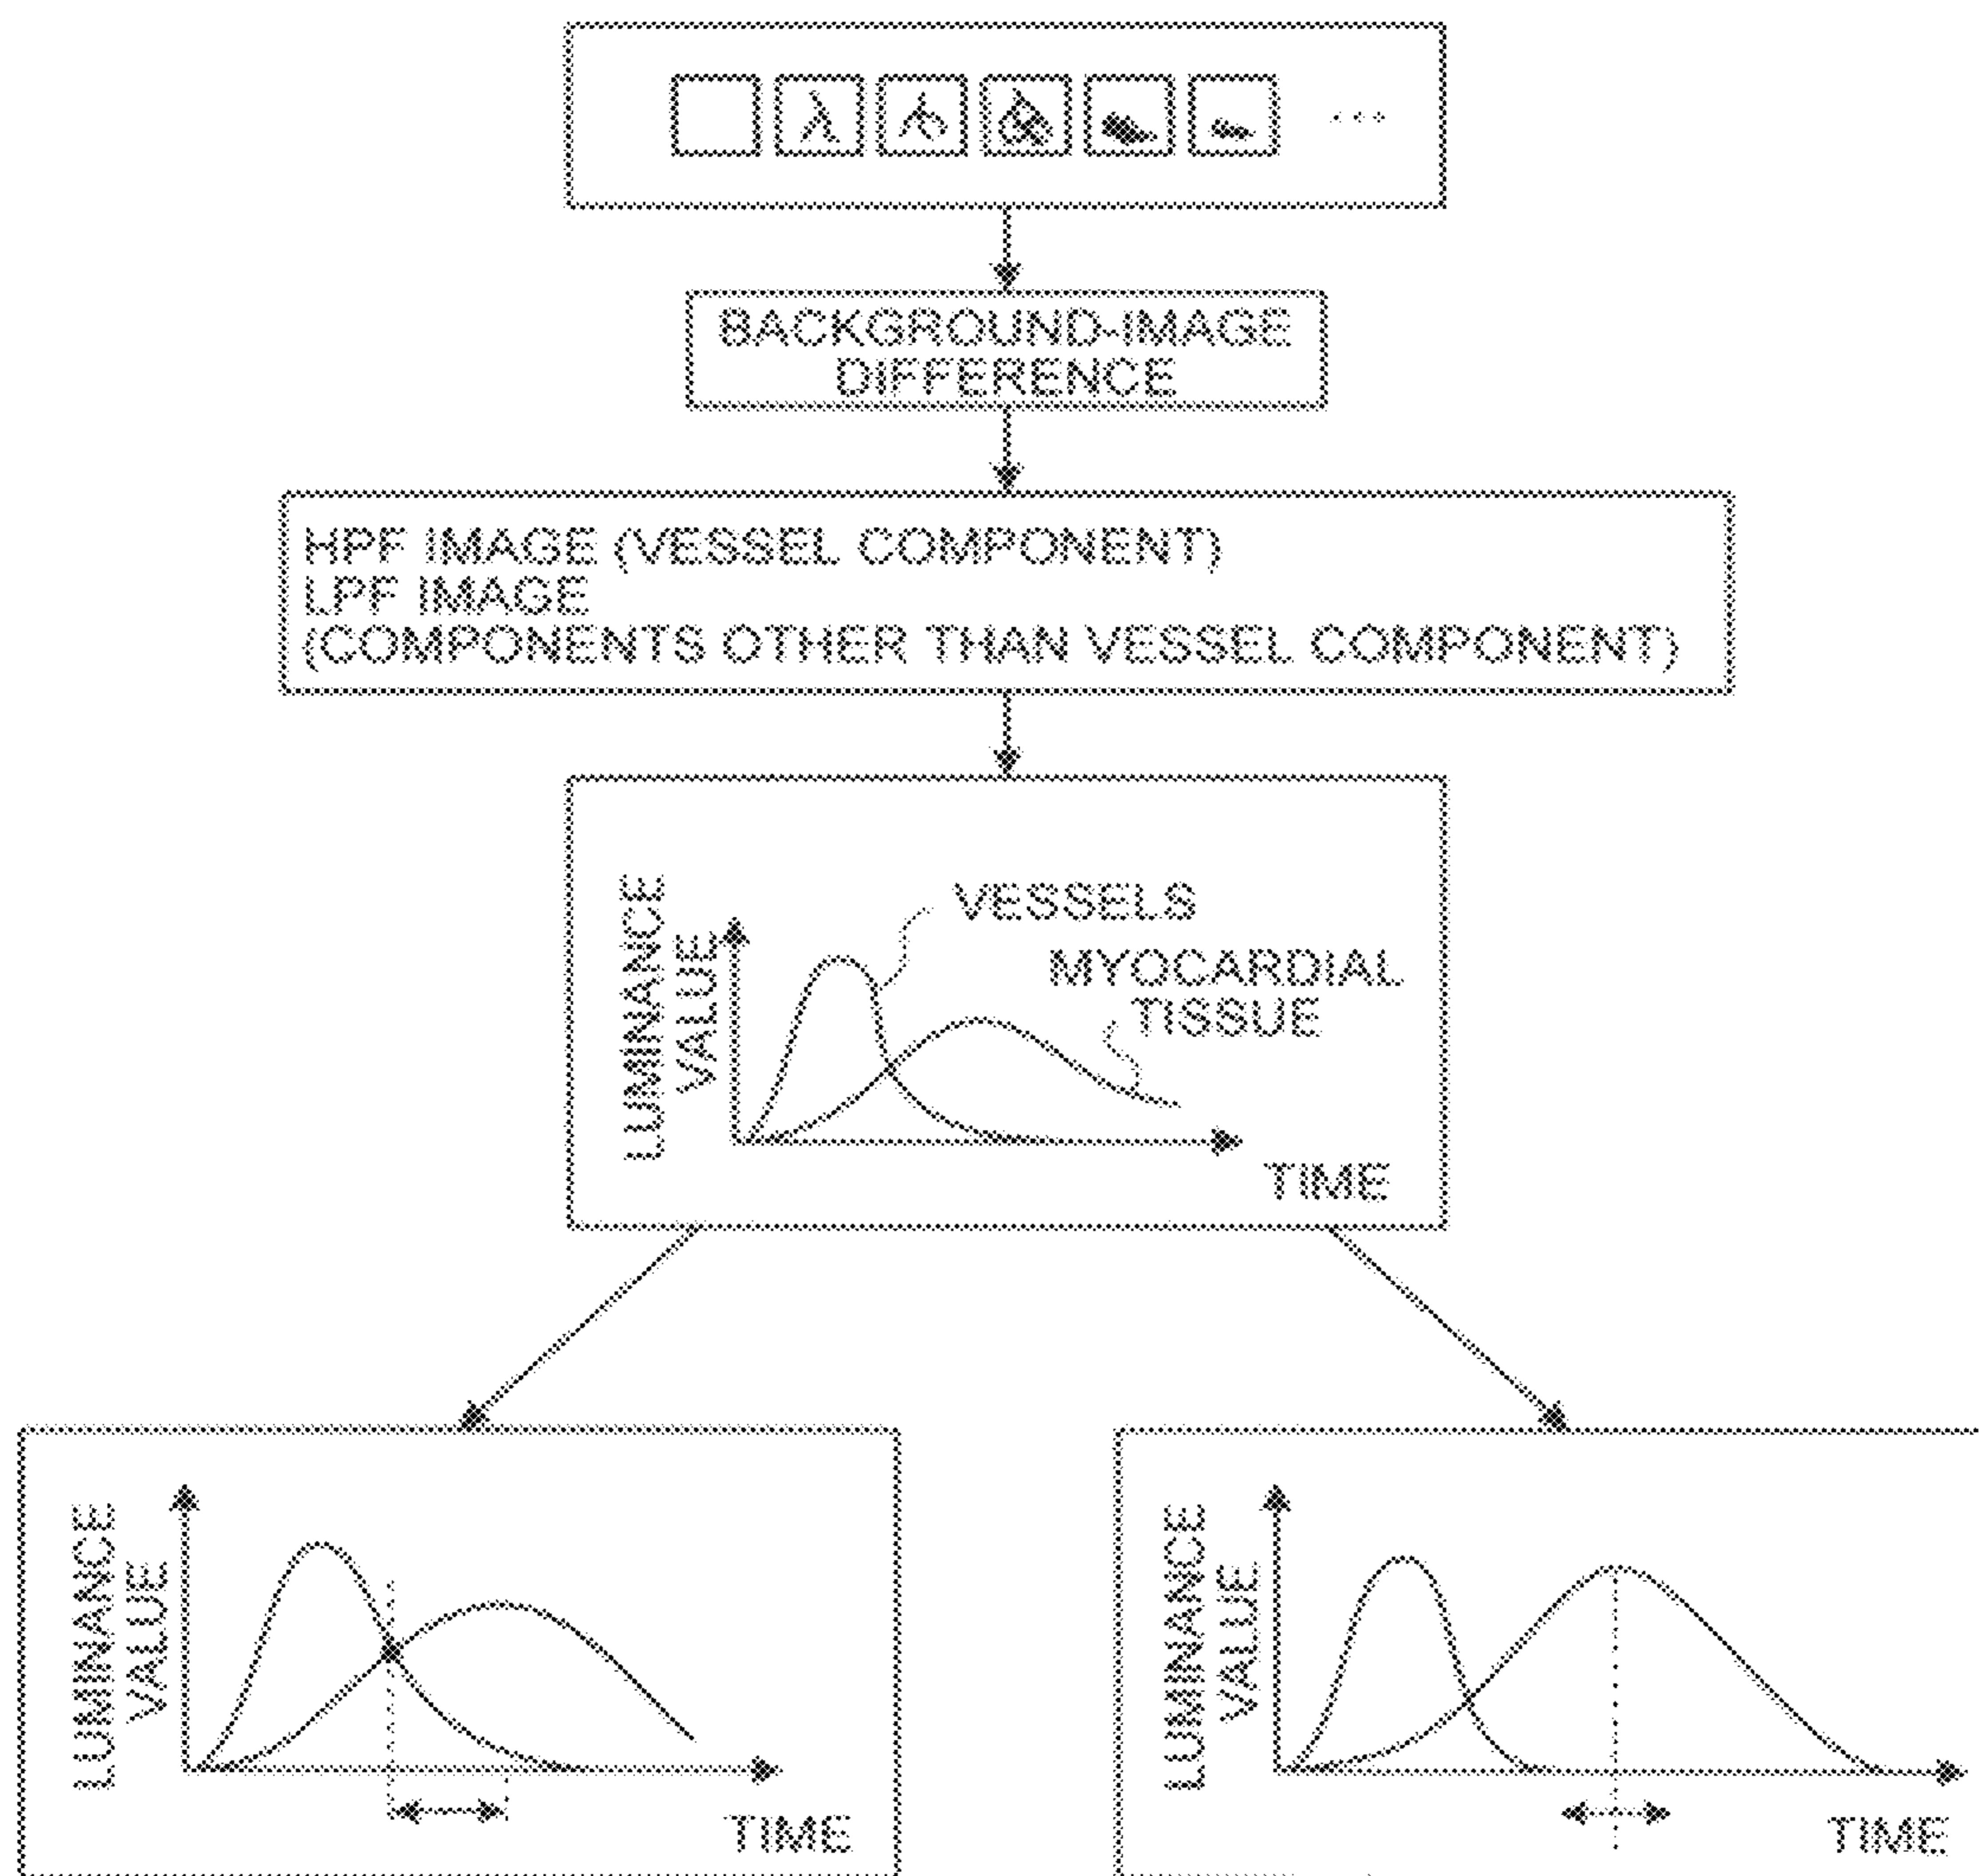 BACKGROUND-IMAGE
DIFFERENCE
HPF IMAGE (VESSEL COMPONENT)
LPF IMAGE
(COMPONENTS OTHER THAN VESSEL COMPONENT)
LUMINANCE
VALUE
VESSELS
MYOCARDIAL
TISSUE
TIME
LUMINANCE
VALUE
TIME
LUMINANCE
VALUE
TIME